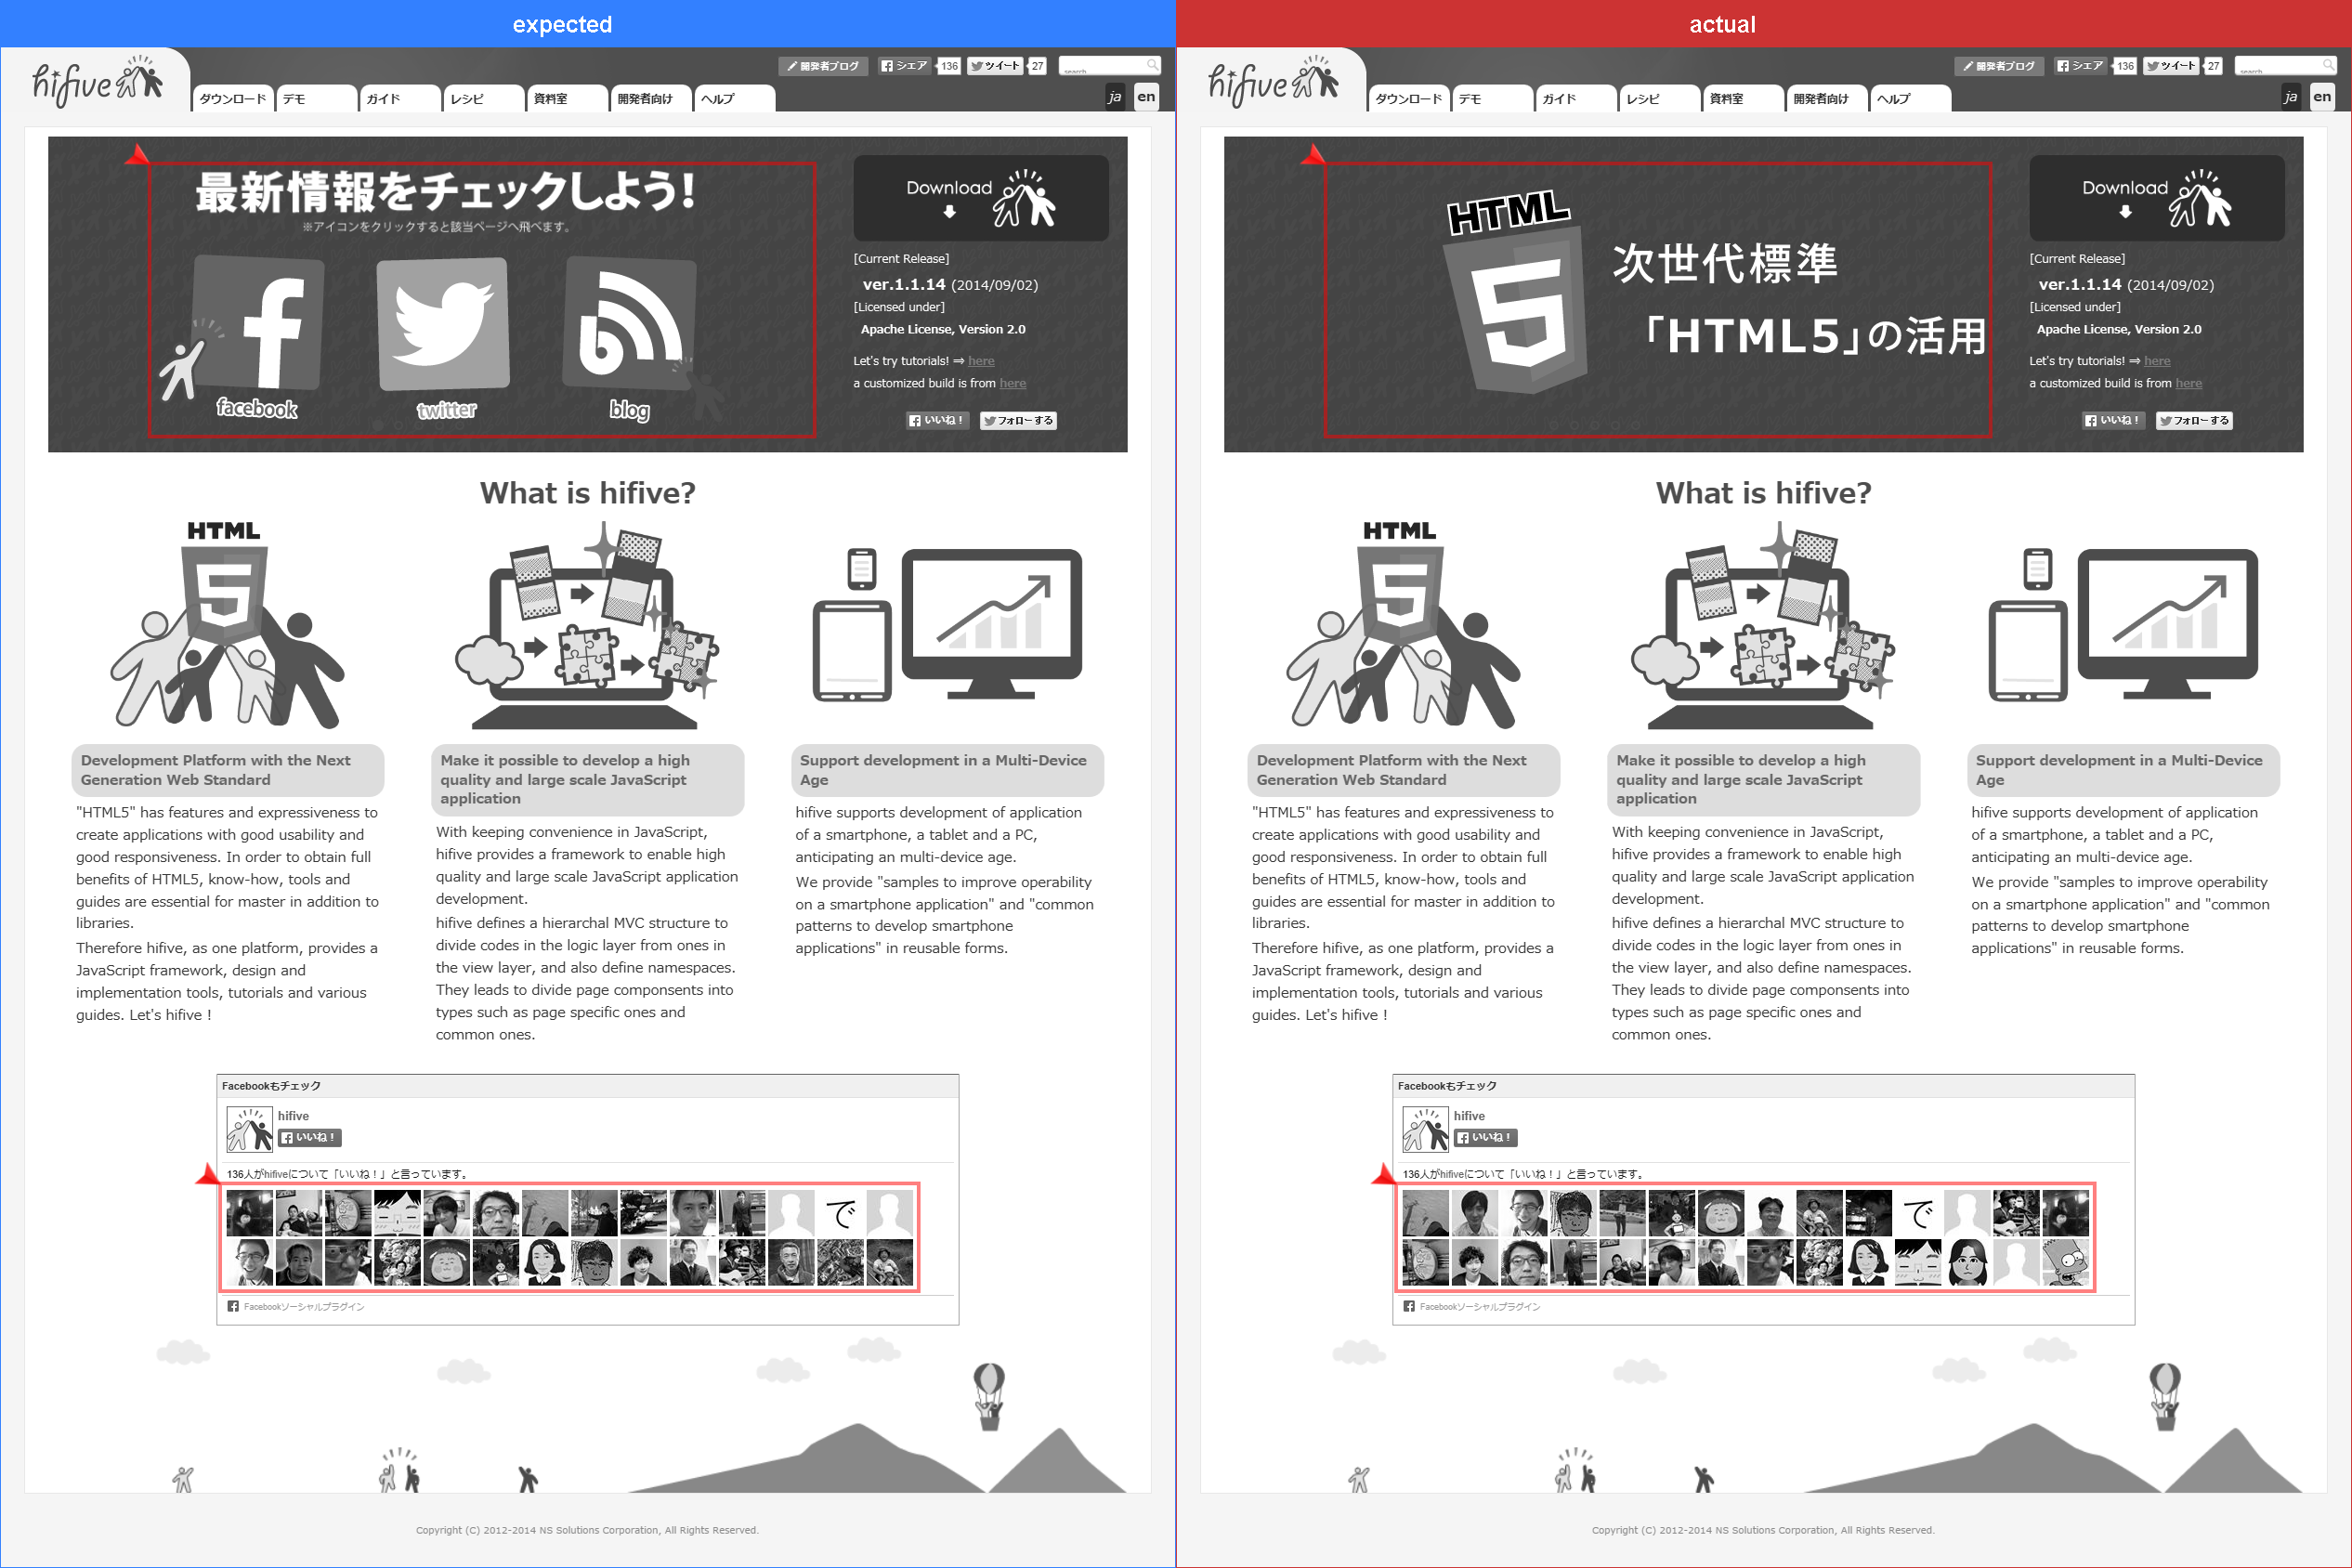 expected
hifive
開発者ブログ
シェア 136
ツイート 27
search
ダウンロード
デモ
ガイド
レシピ
資料室
開発者向け
ヘルプ
ja
en
最新情報をチェックしよう!
※アイコンをクリックすると該当ページへ飛べます。
facebook
twitter
blog
Download
[Current Release]
ver.1.1.14 (2014/09/02)
[Licensed under]
Apache License, Version 2.0
Let's try tutorials! ⇒ here
a customized build is from here
いいね！
フォローする
What is hifive?
HTML
5
Development Platform with the Next
Generation Web Standard
"HTML5" has features and expressiveness to
create applications with good usability and
good responsiveness. In order to obtain full
benefits of HTML5, know-how, tools and
guides are essential for master in addition to
libraries.
Therefore hifive, as one platform, provides a
JavaScript framework, design and
implementation tools, tutorials and various
guides. Let's hifive !
Make it possible to develop a high
quality and large scale JavaScript
application
With keeping convenience in JavaScript,
hifive provides a framework to enable high
quality and large scale JavaScript application
development.
hifive defines a hierarchal MVC structure to
divide codes in the logic layer from ones in
the view layer, and also define namespaces.
They leads to divide page componsents into
types such as page specific ones and
common ones.
Support development in a Multi-Device
Age
hifive supports development of application
of a smartphone, a tablet and a PC,
anticipating an multi-device age.
We provide "samples to improve operability
on a smartphone application" and "common
patterns to develop smartphone
applications" in reusable forms.
Facebookもチェック
hifive
いいね！
136人がhifiveについて「いいね！」と言っています。
で
Facebookソーシャルプラグイン
Copyright (C) 2012-2014 NS Solutions Corporation, All Rights Reserved.
actual
hifive
開発者ブログ
シェア 136
ツイート 27
search
ダウンロード
デモ
ガイド
レシピ
資料室
開発者向け
ヘルプ
ja
en
HTML
5
次世代標準
「HTML5」の活用
Download
[Current Release]
ver.1.1.14 (2014/09/02)
[Licensed under]
Apache License, Version 2.0
Let's try tutorials! ⇒ here
a customized build is from here
いいね！
フォローする
What is hifive?
HTML
5
Development Platform with the Next
Generation Web Standard
"HTML5" has features and expressiveness to
create applications with good usability and
good responsiveness. In order to obtain full
benefits of HTML5, know-how, tools and
guides are essential for master in addition to
libraries.
Therefore hifive, as one platform, provides a
JavaScript framework, design and
implementation tools, tutorials and various
guides. Let's hifive !
Make it possible to develop a high
quality and large scale JavaScript
application
With keeping convenience in JavaScript,
hifive provides a framework to enable high
quality and large scale JavaScript application
development.
hifive defines a hierarchal MVC structure to
divide codes in the logic layer from ones in
the view layer, and also define namespaces.
They leads to divide page componsents into
types such as page specific ones and
common ones.
Support development in a Multi-Device
Age
hifive supports development of application
of a smartphone, a tablet and a PC,
anticipating an multi-device age.
We provide "samples to improve operability
on a smartphone application" and "common
patterns to develop smartphone
applications" in reusable forms.
Facebookもチェック
hifive
いいね！
136人がhifiveについて「いいね！」と言っています。
で
Facebookソーシャルプラグイン
Copyright (C) 2012-2014 NS Solutions Corporation, All Rights Reserved.